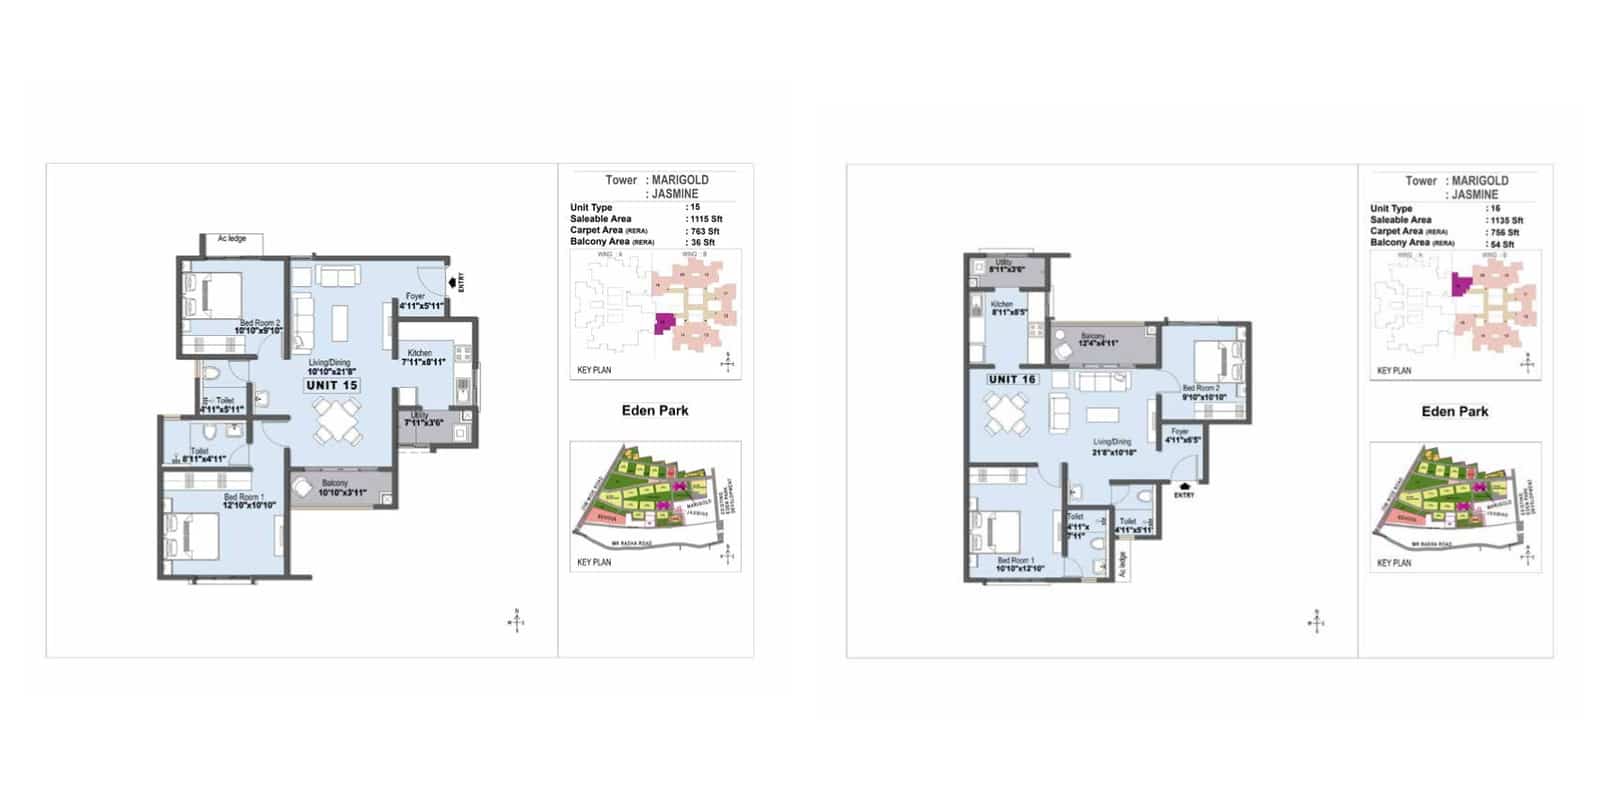 Tower : MARIGOLD
: JASMINE
Unit Type : 15
Saleable Area : 1115 Sft
Carpet Area (RERA) : 763 Sft
Balcony Area (RERA) : 36 Sft
WING : A WING : B
KEY PLAN
Eden Park
MR RADHA ROAD
MARIGOLD
JASMINE
EXISTING
EDEN PARK
DEVELOPMENT
KEY PLAN
Ac ledge
ENTRY
Foyer
4'11"x5'11"
Bed Room 2
10'10"x9'10"
Kitchen
7'11"x8'11"
Living/Dining
10'10"x21'8"
UNIT 15
Toilet
4'11"x5'11"
Utility
7'11"x3'6"
Toilet
8'11"x4'11"
Balcony
10'10"x3'11"
Bed Room 1
12'10"x10'10"
N
Tower : MARIGOLD
: JASMINE
Unit Type : 16
Saleable Area : 1135 Sft
Carpet Area (RERA) : 756 Sft
Balcony Area (RERA) : 54 Sft
WING : A WING : B
KEY PLAN
Eden Park
MR RADHA ROAD
MARIGOLD
JASMINE
EXISTING
EDEN PARK
DEVELOPMENT
KEY PLAN
Utility
8'11"x3'6"
Kitchen
8'11"x8'5"
Balcony
12'4"x4'11"
UNIT 16
Bed Room 2
9'10"x10'10"
Foyer
4'11"x6'5"
Living/Dining
21'8"x10'10"
ENTRY
Toilet
4'11"x
7'11"
Toilet
4'11"x5'11"
Bed Room 1
10'10"x12'10"
Ac ledge
N